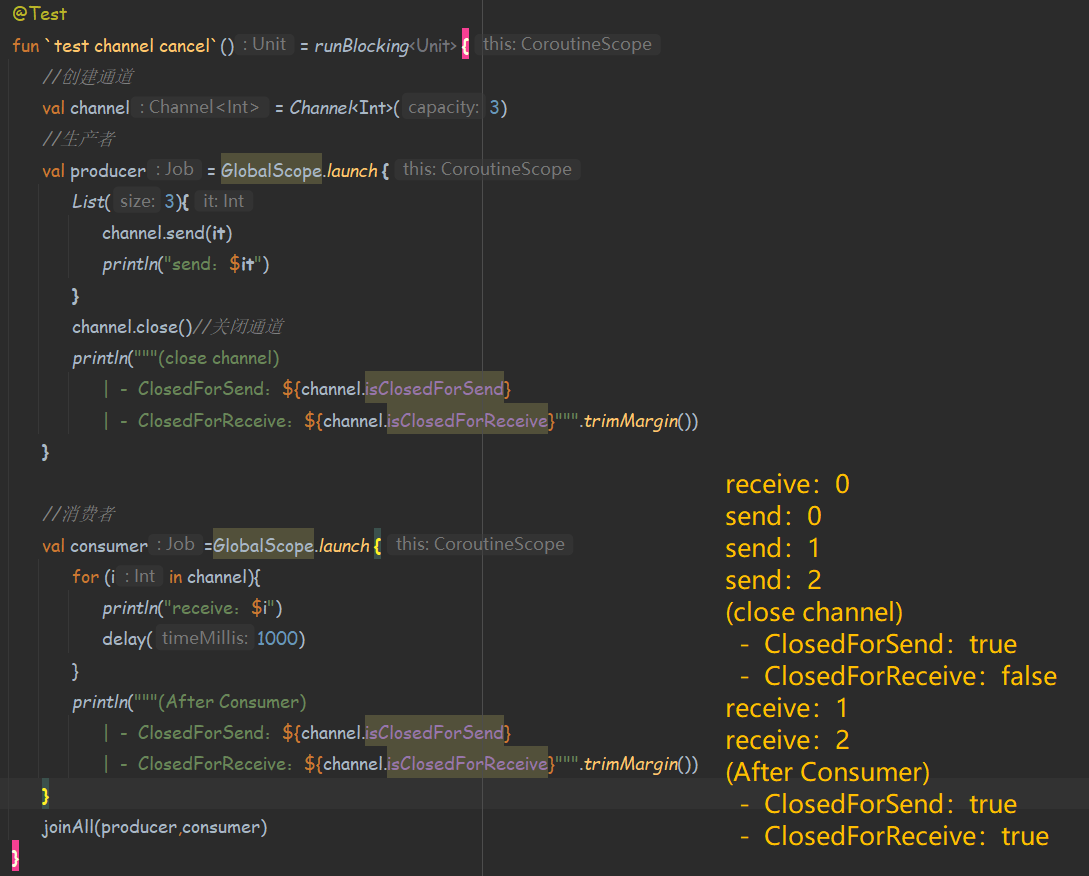 @Test
fun `test channel cancel`() : Unit = runBlocking<Unit> { this: CoroutineScope
//创建通道
val channel : Channel<Int> = Channel<Int>( capacity: 3)
//生产者
val producer : Job = GlobalScope.launch { this: CoroutineScope
List( size: 3){ it: Int
channel.send(it)
println("send：$it")
}
channel.close()//关闭通道
println("""(close channel)
| - ClosedForSend：${channel.isClosedForSend}
| - ClosedForReceive：${channel.isClosedForReceive}""".trimMargin())
}
//消费者
val consumer : Job =GlobalScope.launch { this: CoroutineScope
for (i : Int in channel){
println("receive：$i")
delay( timeMillis: 1000)
}
println("""(After Consumer)
| - ClosedForSend：${channel.isClosedForSend}
| - ClosedForReceive：${channel.isClosedForReceive}""".trimMargin())
}
joinAll(producer,consumer)
}
receive：0
send：0
send：1
send：2
(close channel)
- ClosedForSend：true
- ClosedForReceive：false
receive：1
receive：2
(After Consumer)
- ClosedForSend：true
- ClosedForReceive：true